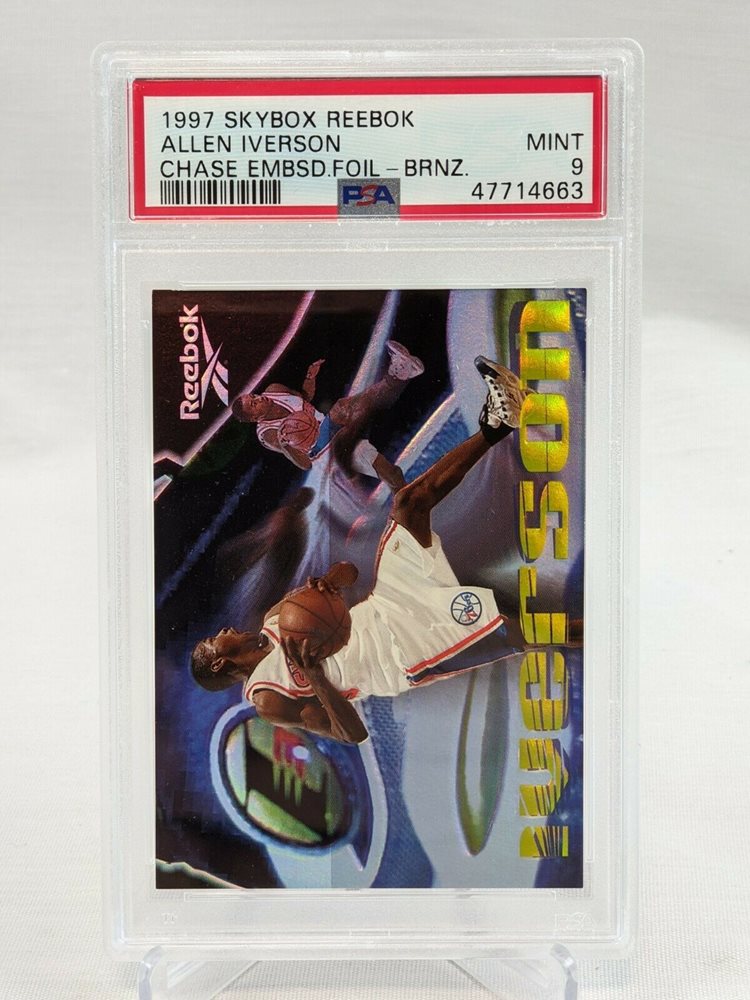 1997 SKYBOX REEBOK
ALLEN IVERSON MINT
CHASE EMBSD.FOIL-BRNZ. 9
PSA 47714663
Reebok
iverson